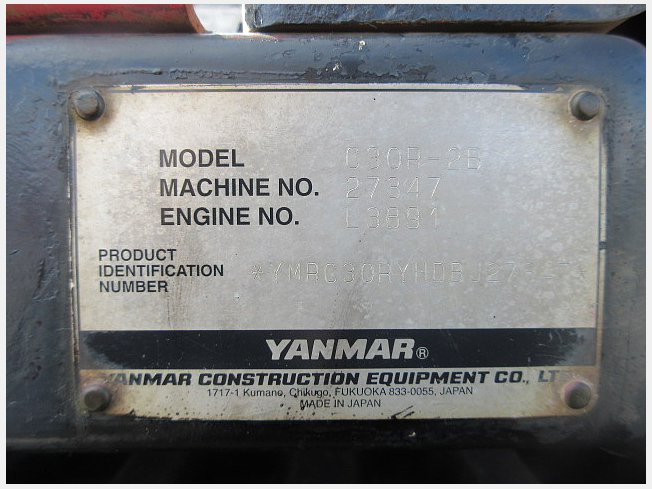 MODEL C30R-2B
MACHINE NO. 27347
ENGINE NO. L3891
PRODUCT
IDENTIFICATION
NUMBER
YANMAR®
YANMAR CONSTRUCTION EQUIPMENT CO., LT
1717-1 Kumano, Chikugo, FUKUOKA 833-0055, JAPAN
MADE IN JAPAN